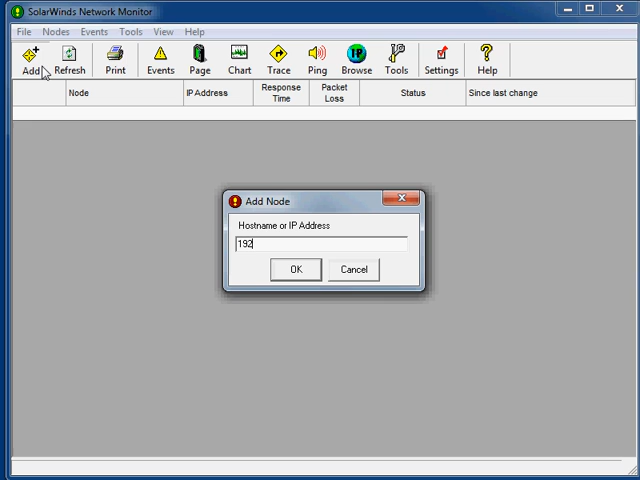 SolarWinds Network Monitor
File Nodes Events Tools View Help
Add Refresh Print Events Page Chart Trace Ping Browse Tools Settings Help
Node IP Address Response Time Packet Loss Status Since last change
Add Node
Hostname or IP Address
192
OK Cancel